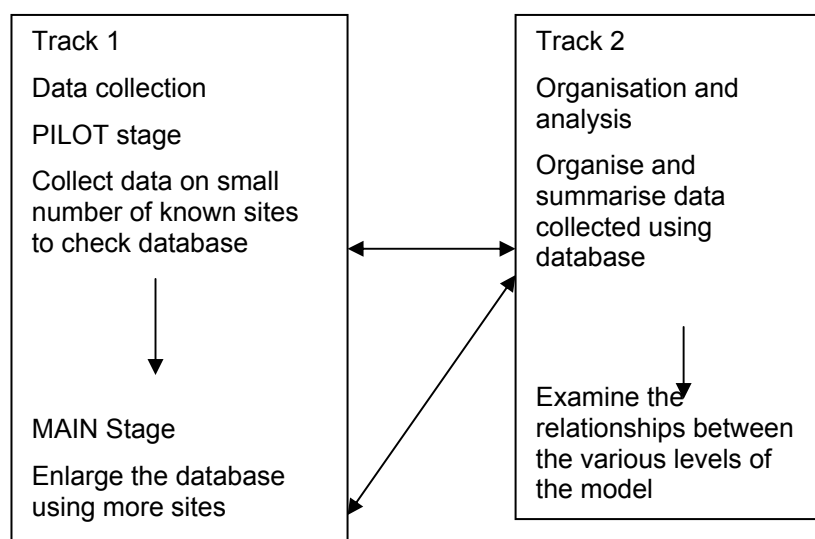 Track 1
Data collection
PILOT stage
Collect data on small
number of known sites
to check database
MAIN Stage
Enlarge the database
using more sites
Track 2
Organisation and
analysis
Organise and
summarise data
collected using
database
Examine the
relationships between
the various levels of
the model